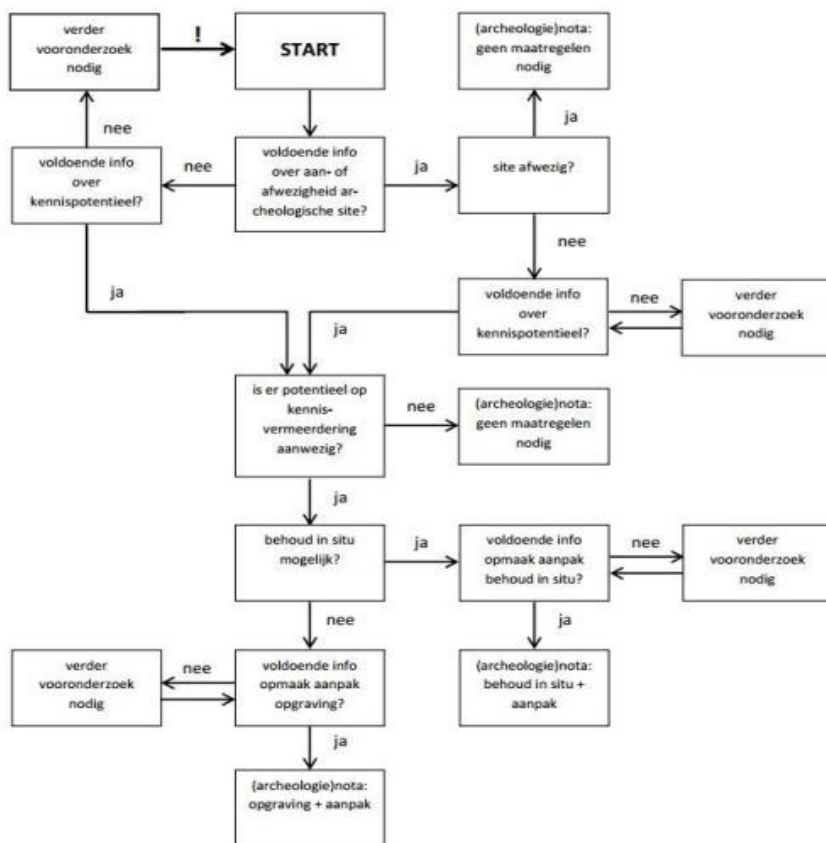 verder
vooronderzoek
nodig
!
START
(archeologie)nota:
geen maatregelen
nodig
nee
ja
voldoende info
over
kennispotentieel?
nee
voldoende info
over aan- of
afwezigheid ar-
cheologische site?
ja
site afwezig?
nee
ja
voldoende info
over
kennispotentieel?
nee
verder
vooronderzoek
nodig
ja
is er potentieel op
kennis-
vermeerdering
aanwezig?
nee
(archeologie)nota:
geen maatregelen
nodig
ja
behoud in situ
mogelijk?
ja
voldoende info
opmaak aanpak
behoud in situ?
nee
verder
vooronderzoek
nodig
nee
ja
verder
vooronderzoek
nodig
nee
voldoende info
opmaak aanpak
opgraving?
(archeologie)nota:
behoud in situ +
aanpak
ja
(archeologie)nota:
opgraving + aanpak